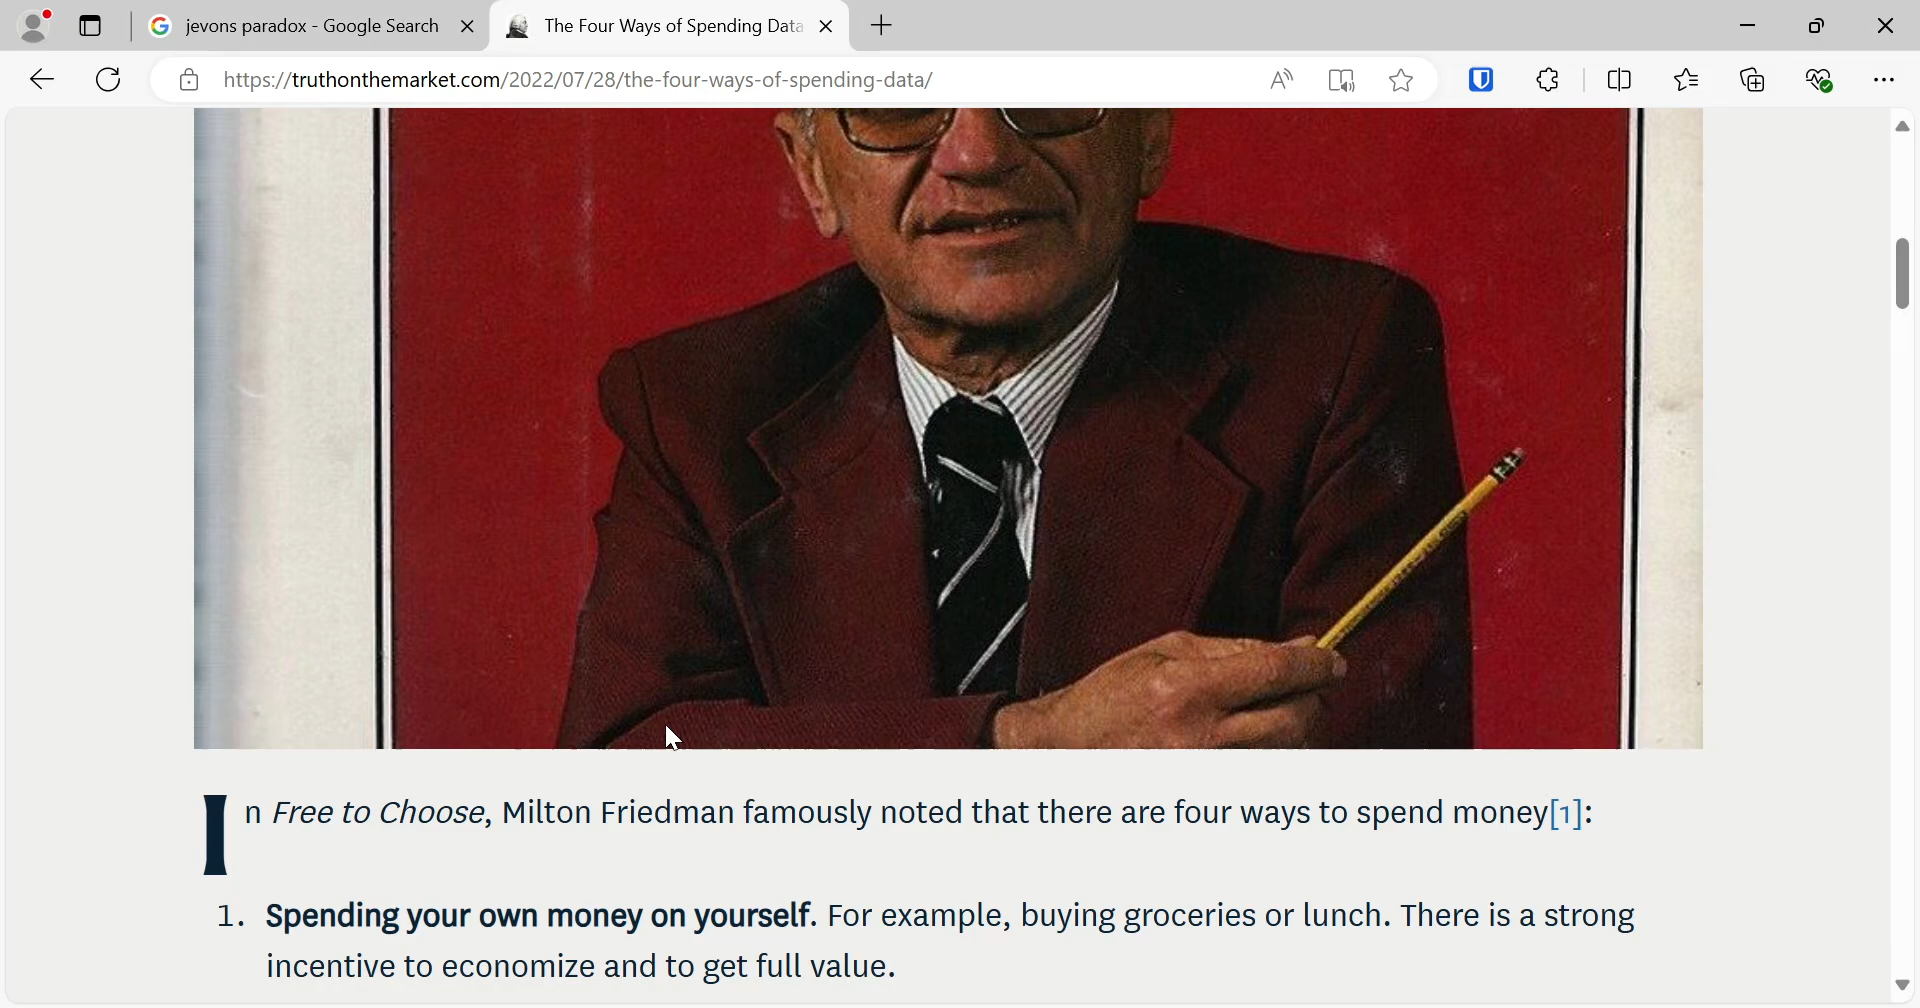 jevons paradox - Google Search
The Four Ways of Spending Data
https://truthonthemarket.com/2022/07/28/the-four-ways-of-spending-data/
In Free to Choose, Milton Friedman famously noted that there are four ways to spend money[1]:
1. Spending your own money on yourself. For example, buying groceries or lunch. There is a strong
incentive to economize and to get full value.